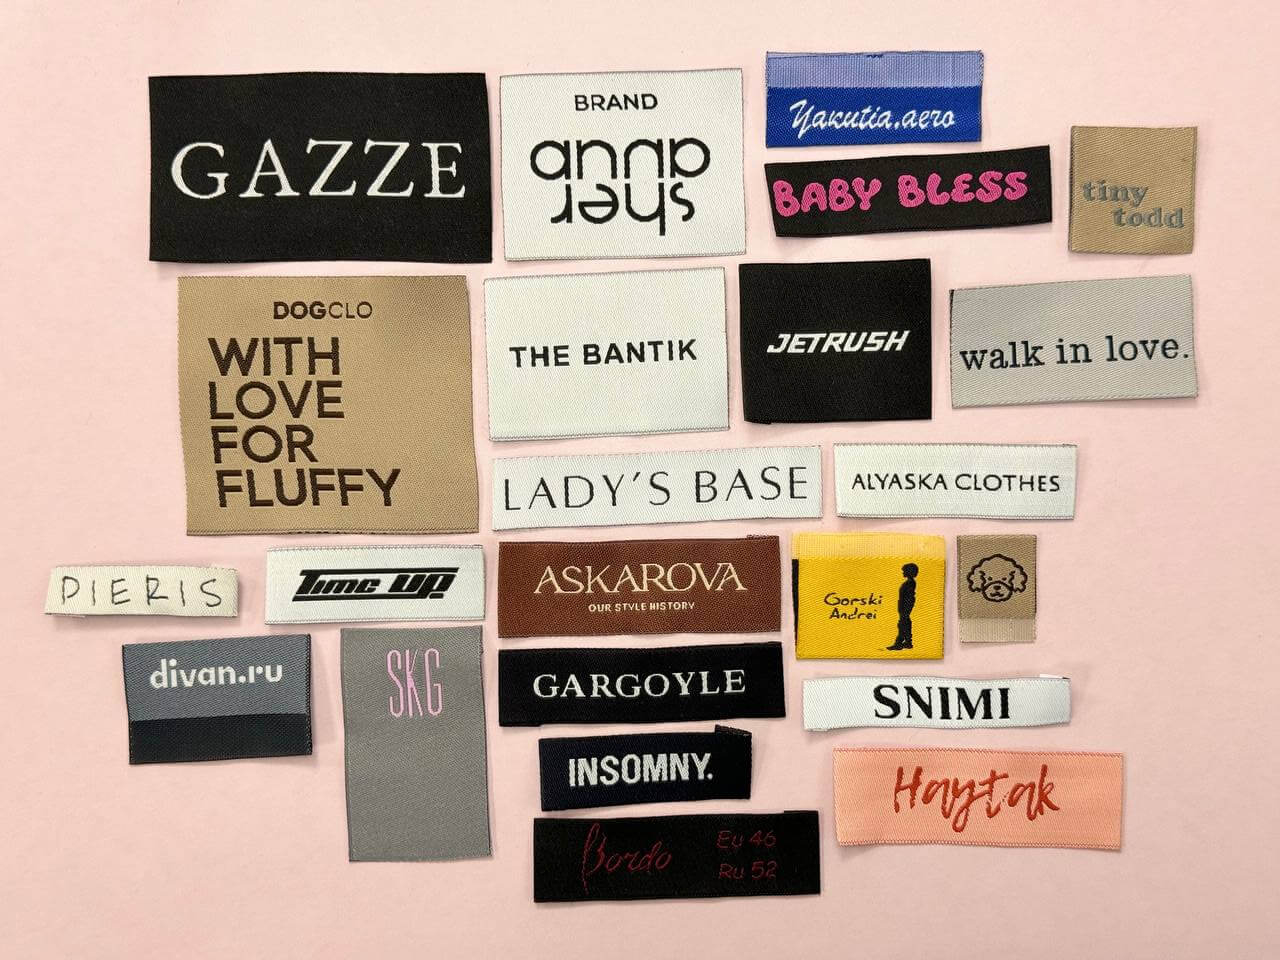 GAZZE
BRAND
sher
Yakutia.aero
BABY BLESS
tiny
todd
DOGCLO
WITH
LOVE
FOR
FLUFFY
THE BANTIK
JETRUSH
walk in love.
LADY'S BASE
ALYASKA CLOTHES
PIERIS
Time UP.
ASKAROVA
OUR STYLE HISTORY
Gorski
Andrei
divan.ru
SKG
GARGOYLE
SNIMI
INSOMNY.
Haytak
Bordo
Eu 46
Ru 52